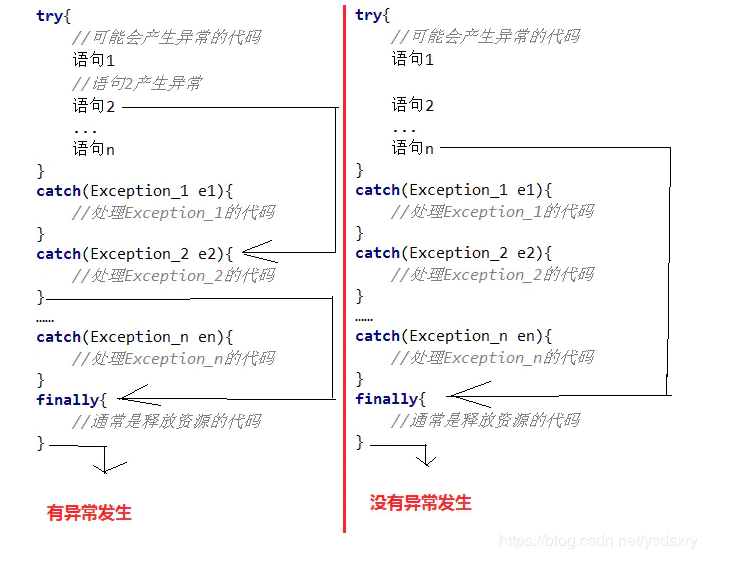 try{
//可能会产生异常的代码
语句1
//语句2产生异常
语句2
...
语句n
}
catch(Exception_1 e1){
//处理Exception_1的代码
}
catch(Exception_2 e2){
//处理Exception_2的代码
}
……
catch(Exception_n en){
//处理Exception_n的代码
}
finally{
//通常是释放资源的代码
}
有异常发生
try{
//可能会产生异常的代码
语句1
语句2
...
语句n
}
catch(Exception_1 e1){
//处理Exception_1的代码
}
catch(Exception_2 e2){
//处理Exception_2的代码
}
……
catch(Exception_n en){
//处理Exception_n的代码
}
finally{
//通常是释放资源的代码
}
没有异常发生
https://blog.csdn.net/ysdsxry